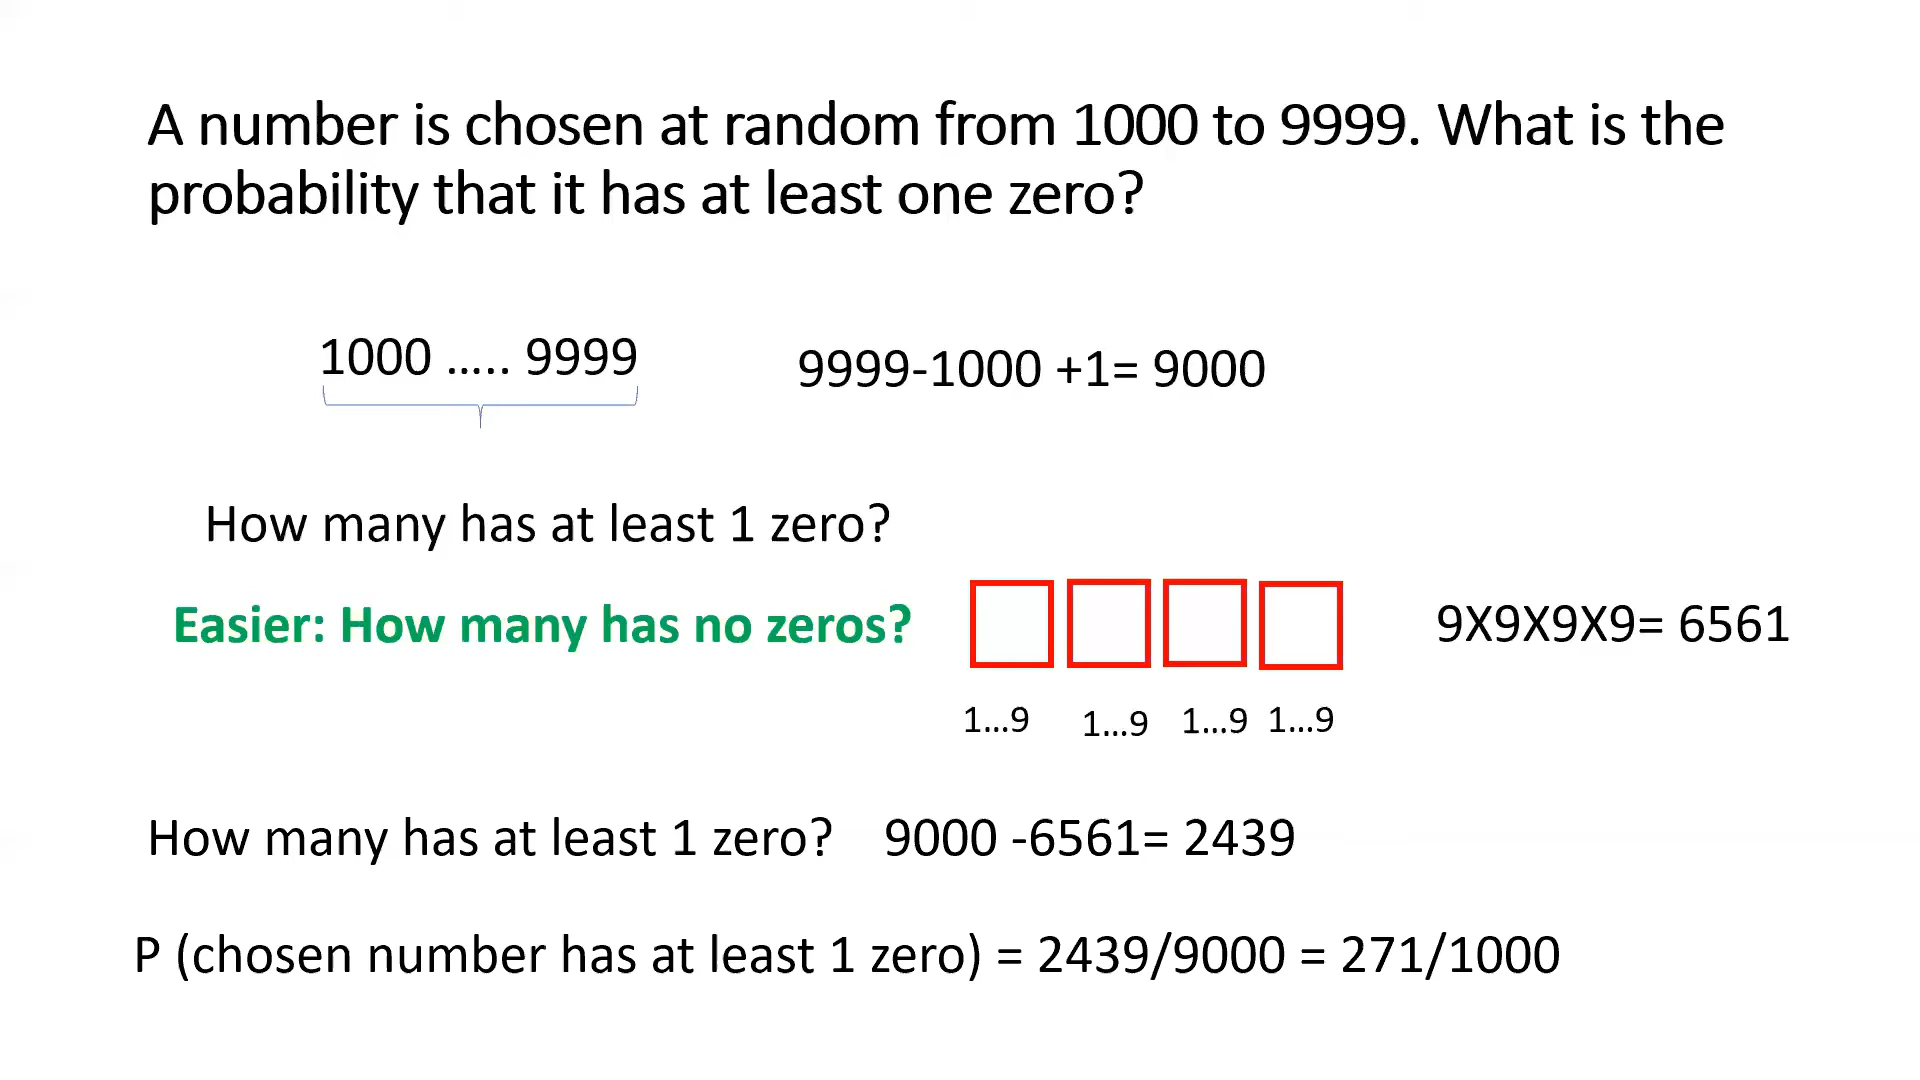 A number is chosen at random from 1000 to 9999. What is the
probability that it has at least one zero?
1000 ..... 9999
9999-1000 +1= 9000
How many has at least 1 zero?
Easier: How many has no zeros?
9X9X9X9= 6561
1...9 1...9 1...9 1...9
How many has at least 1 zero? 9000 -6561= 2439
P (chosen number has at least 1 zero) = 2439/9000 = 271/1000